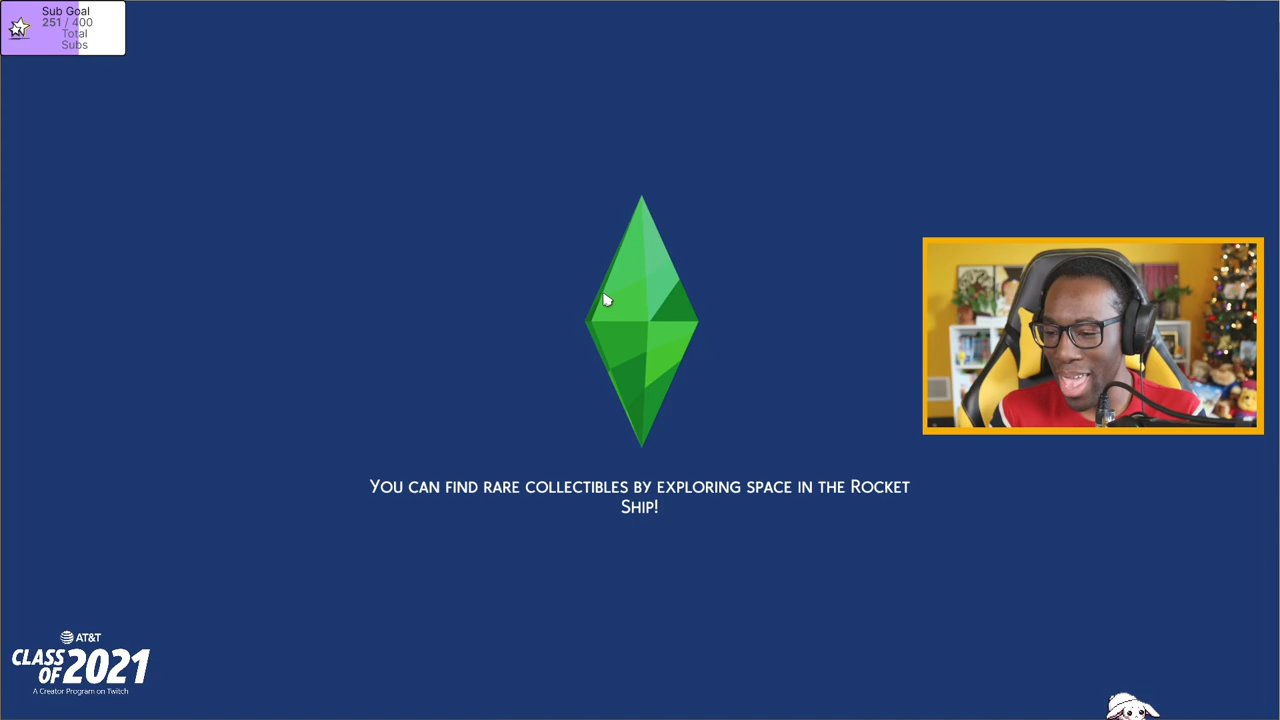 Sub Goal
251 / 400
Total
Subs
YOU CAN FIND RARE COLLECTIBLES BY EXPLORING SPACE IN THE ROCKET
SHIP!
AT&T
CLASS
OF 2021
A Creator Program on Twitch